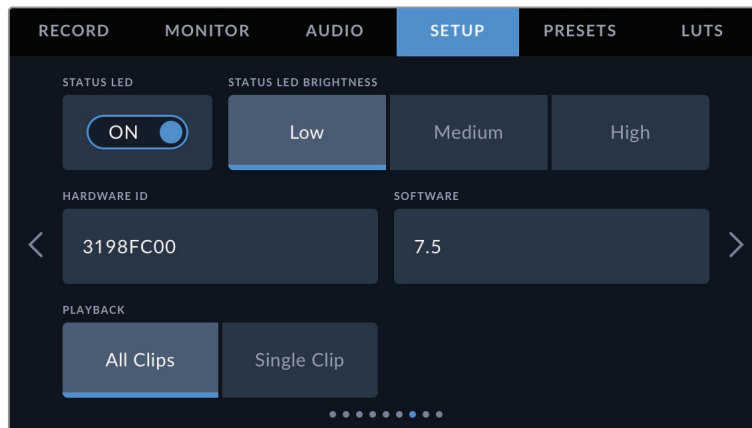 RECORD MONITOR AUDIO SETUP PRESETS LUTS
STATUS LED STATUS LED BRIGHTNESS
ON Low Medium High
HARDWARE ID SOFTWARE
3198FC00 7.5
PLAYBACK
All Clips Single Clip